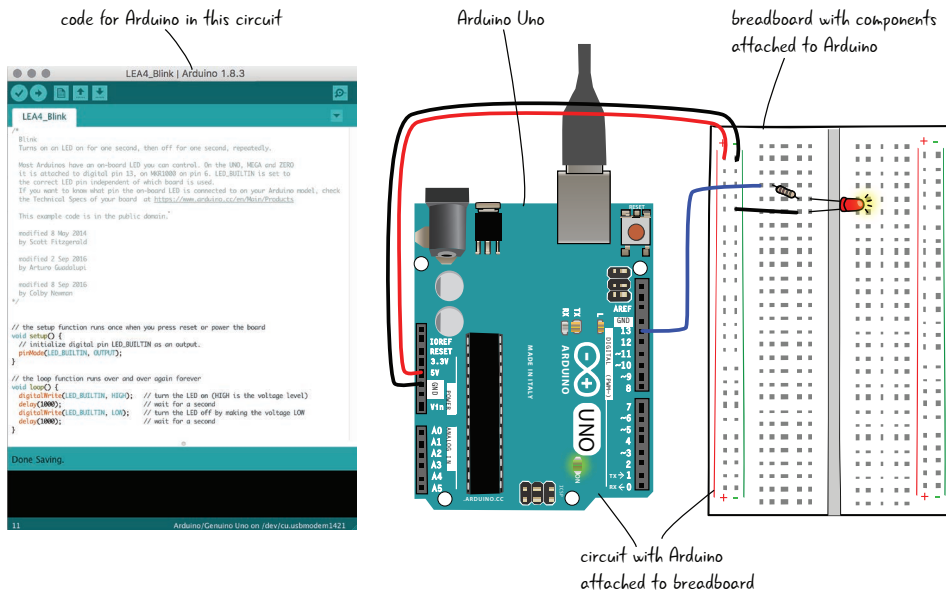 code for Arduino in this circuit
Arduino Uno
breadboard with components
attached to Arduino
LEA4_Blink | Arduino 1.8.3
LEA4_Blink
/*
Blink
Turns on an LED on for one second, then off for one second, repeatedly.
Most Arduinos have an on-board LED you can control. On the UNO, MEGA and ZERO
it is attached to digital pin 13, on MKR1000 on pin 6. LED_BUILTIN is set to
the correct LED pin independent of which board is used.
If you want to know what pin the on-board LED is connected to on your Arduino model, check
the Technical Specs of your board at https://www.arduino.cc/en/Main/Products
This example code is in the public domain.
modified 8 May 2014
by Scott Fitzgerald
modified 2 Sep 2016
by Arturo Guadalupi
modified 8 Sep 2016
by Colby Newman
*/
// the setup function runs once when you press reset or power the board
void setup() {
// initialize digital pin LED_BUILTIN as an output.
pinMode(LED_BUILTIN, OUTPUT);
}
// the loop function runs over and over again forever
void loop() {
digitalWrite(LED_BUILTIN, HIGH); // turn the LED on (HIGH is the voltage level)
delay(1000); // wait for a second
digitalWrite(LED_BUILTIN, LOW); // turn the LED off by making the voltage LOW
delay(1000); // wait for a second
}
Done Saving.
11
Arduino/Genuino Uno on /dev/cu.usbmodem1421
RESET
AREF
GND
13
12
~11
~10
~9
8
7
~6
~5
4
~3
2
TX→1
RX←0
DIGITAL (PWM~)
RX
TX
L
ARDUINO
UNO
ON
ICSP
MADE IN ITALY
IOREF
RESET
3.3V
5V
GND
Vin
POWER
A0
A1
A2
A3
A4
A5
ANALOG IN
.ARDUINO.CC
+ -
+ -
+ -
+ -
circuit with Arduino
attached to breadboard